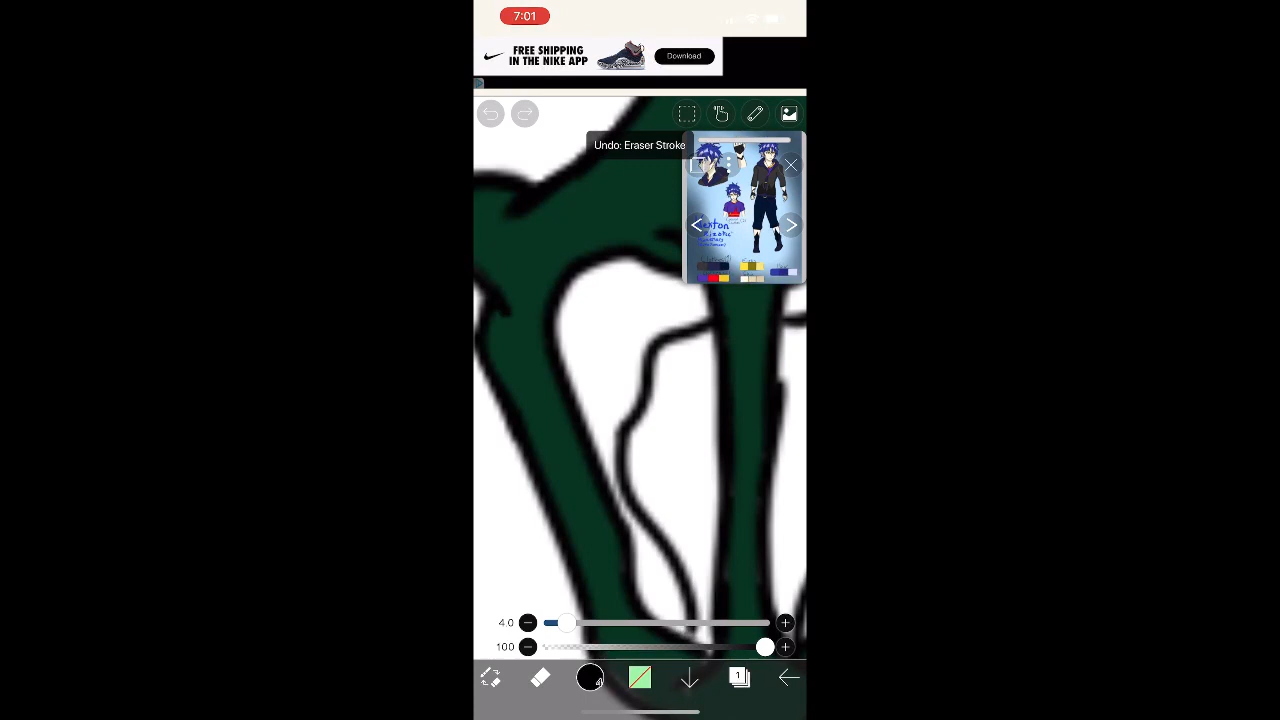 7:01
FREE SHIPPING
IN THE NIKE APP
Download
Undo: Eraser Stroke
4.0
100
1